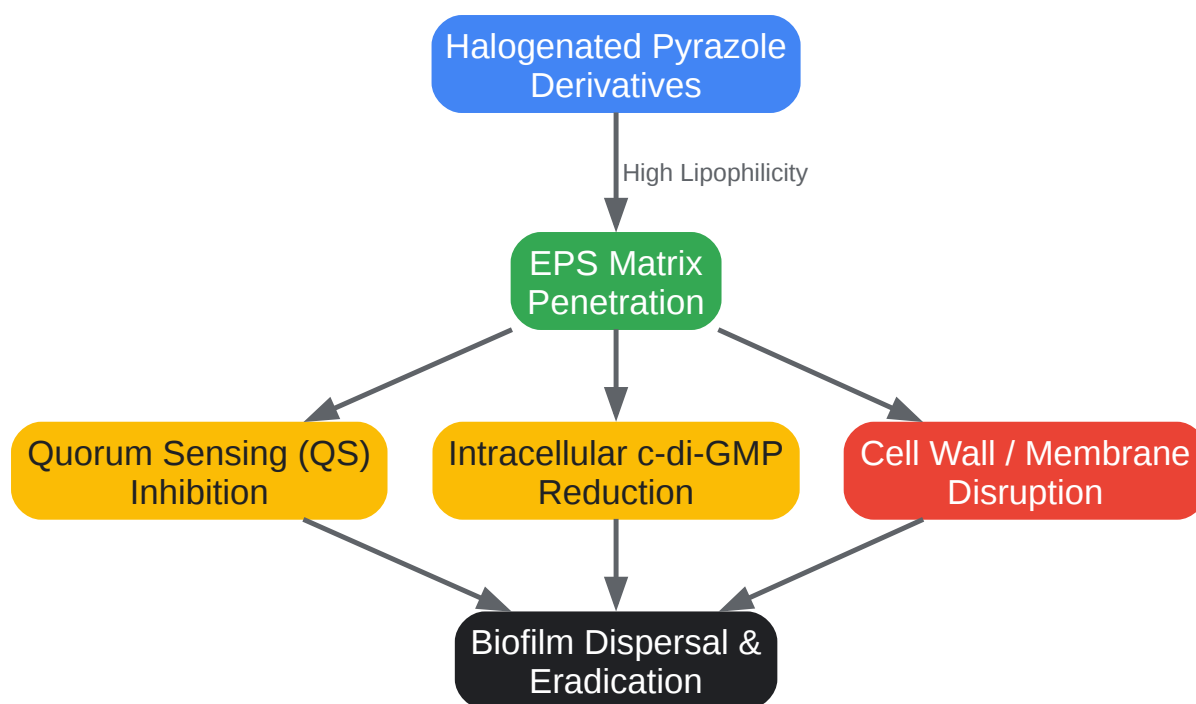 Halogenated Pyrazole
Derivatives
High Lipophilicity
EPS Matrix
Penetration
Quorum Sensing (QS)
Inhibition
Intracellular c-di-GMP
Reduction
Cell Wall / Membrane
Disruption
Biofilm Dispersal &
Eradication